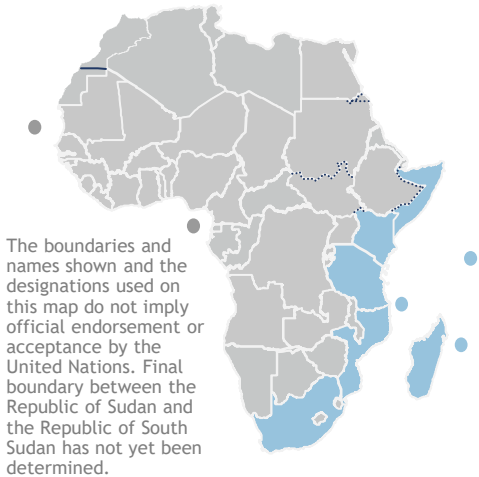 The boundaries and
names shown and the
designations used on
this map do not imply
official endorsement or
acceptance by the
United Nations. Final
boundary between the
Republic of Sudan and
the Republic of South
Sudan has not yet been
determined.